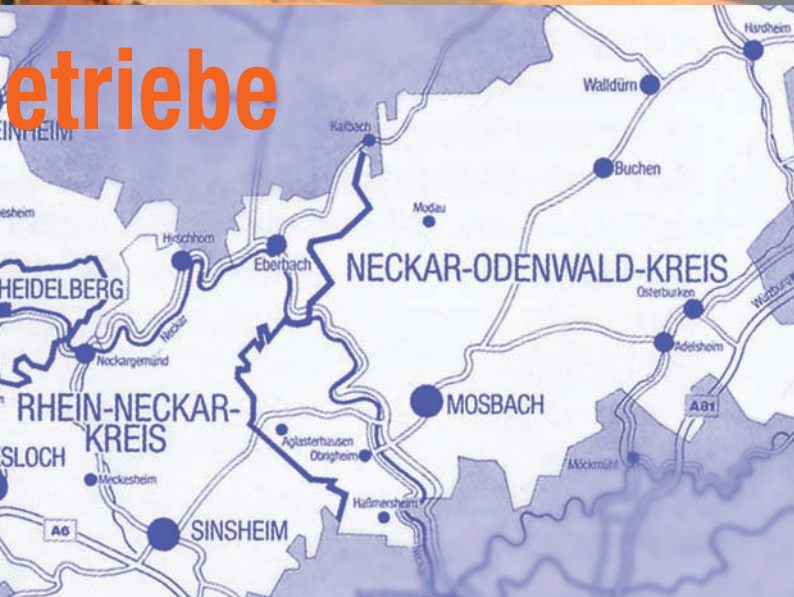 etriebe
EINHEIM
Hardheim
Walldürn
Kailbach
Buchen
esheim
Mudau
Hirschhorn
Eberbach
NECKAR-ODENWALD-KREIS
HEIDELBERG
Osterburken
Würzburg
Neckar
Adelsheim
Neckargemünd
RHEIN-NECKAR-
KREIS
MOSBACH
A81
Aglasterhausen
Obrigheim
SLOCH
Möckmühl
Meckesheim
Haßmersheim
A6
SINSHEIM